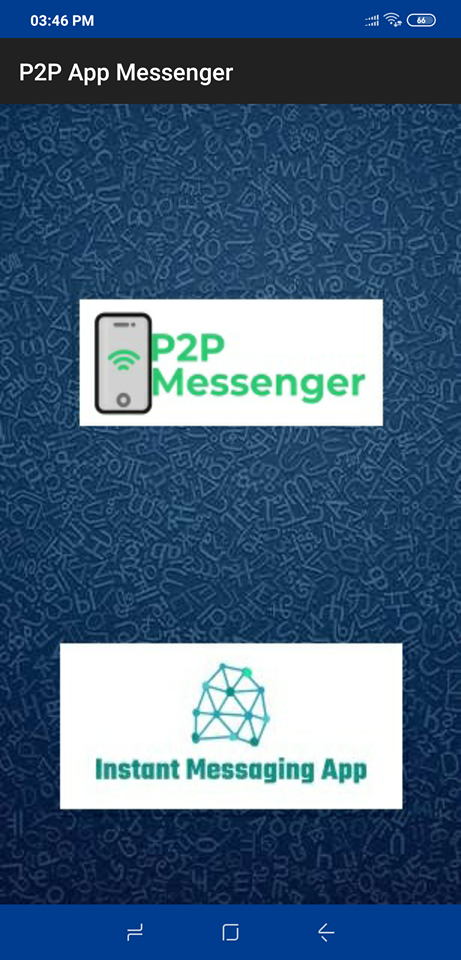 03:46 PM
66
P2P App Messenger
P2P
Messenger
Instant Messaging App